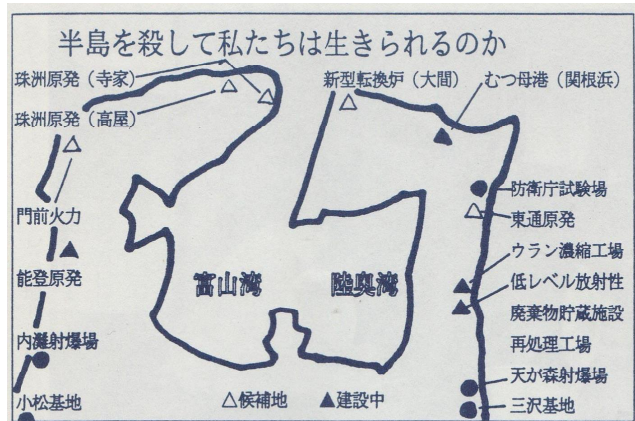 半島を殺して私たちは生きられるのか
珠洲原発（寺家）
珠洲原発（高屋）
門前火力
能登原発
内灘射爆場
小松基地
富山湾
陸奥湾
新型転換炉（大間）
むつ母港（関根浜）
防衛庁試験場
東通原発
ウラン濃縮工場
低レベル放射性
廃棄物貯蔵施設
再処理工場
天が森射爆場
三沢基地
△候補地
▲建設中